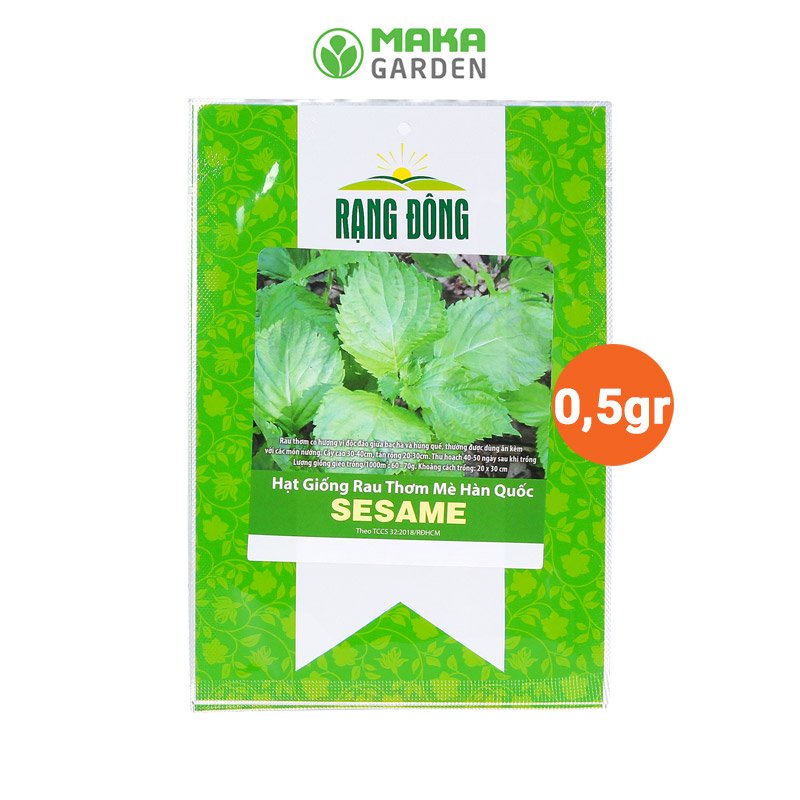 MAKA
GARDEN
RẠNG ĐÔNG
Rau thơm có hương vị độc đáo giữa bạc hà và húng quế, thường được dùng ăn kèm
với các món nướng. Cây cao 30-40cm, tán rộng 20-30cm. Thu hoạch 40-50 ngày sau khi trồng
Lượng giống gieo trồng/1000m²: 60 - 70g. Khoảng cách trồng: 20 x 30 cm
0,5gr
Hạt Giống Rau Thơm Mè Hàn Quốc
SESAME
Theo TCCS 32:2018/RĐHCM